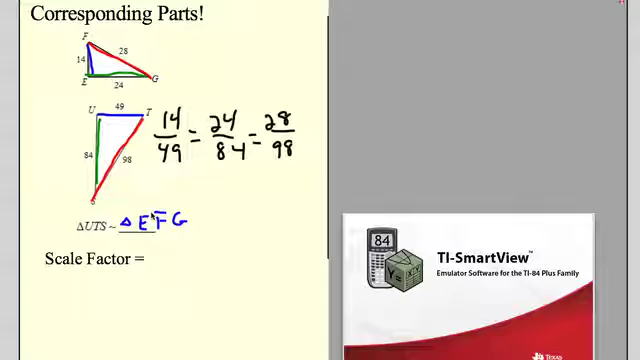 Corresponding Parts!
F
14
28
E
24
G
U
49
T
84
98
14/49 = 24/84 = 28/98
ΔUTS ~ Δ EFG
Scale Factor =
84
Y=
TI-SmartView™
Emulator Software for the TI-84 Plus Family
TEXAS